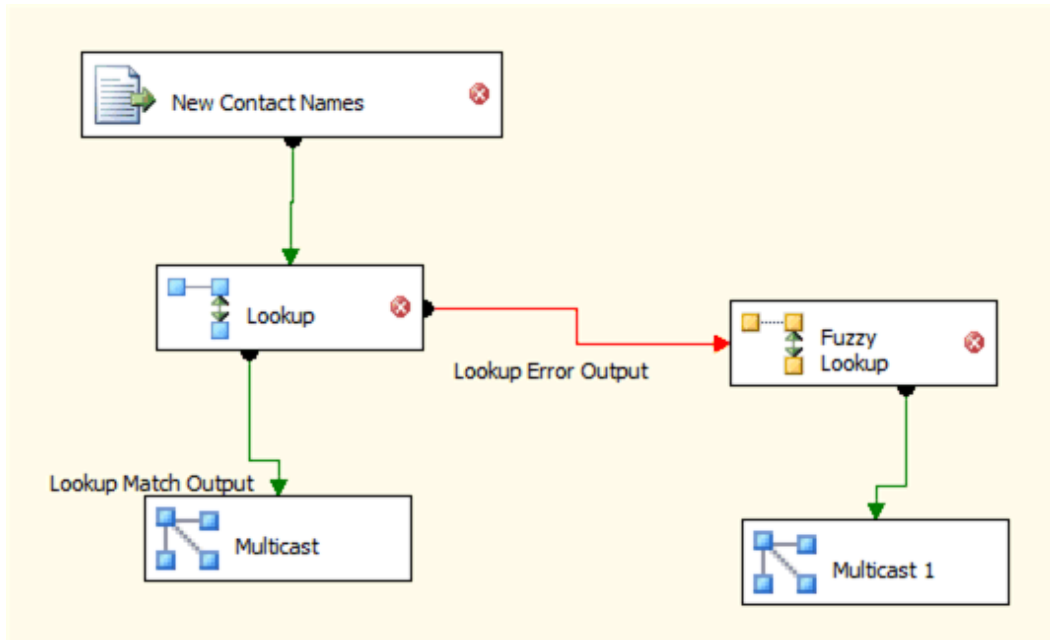 New Contact Names
Lookup
Lookup Error Output
Fuzzy
Lookup
Lookup Match Output
Multicast
Multicast 1